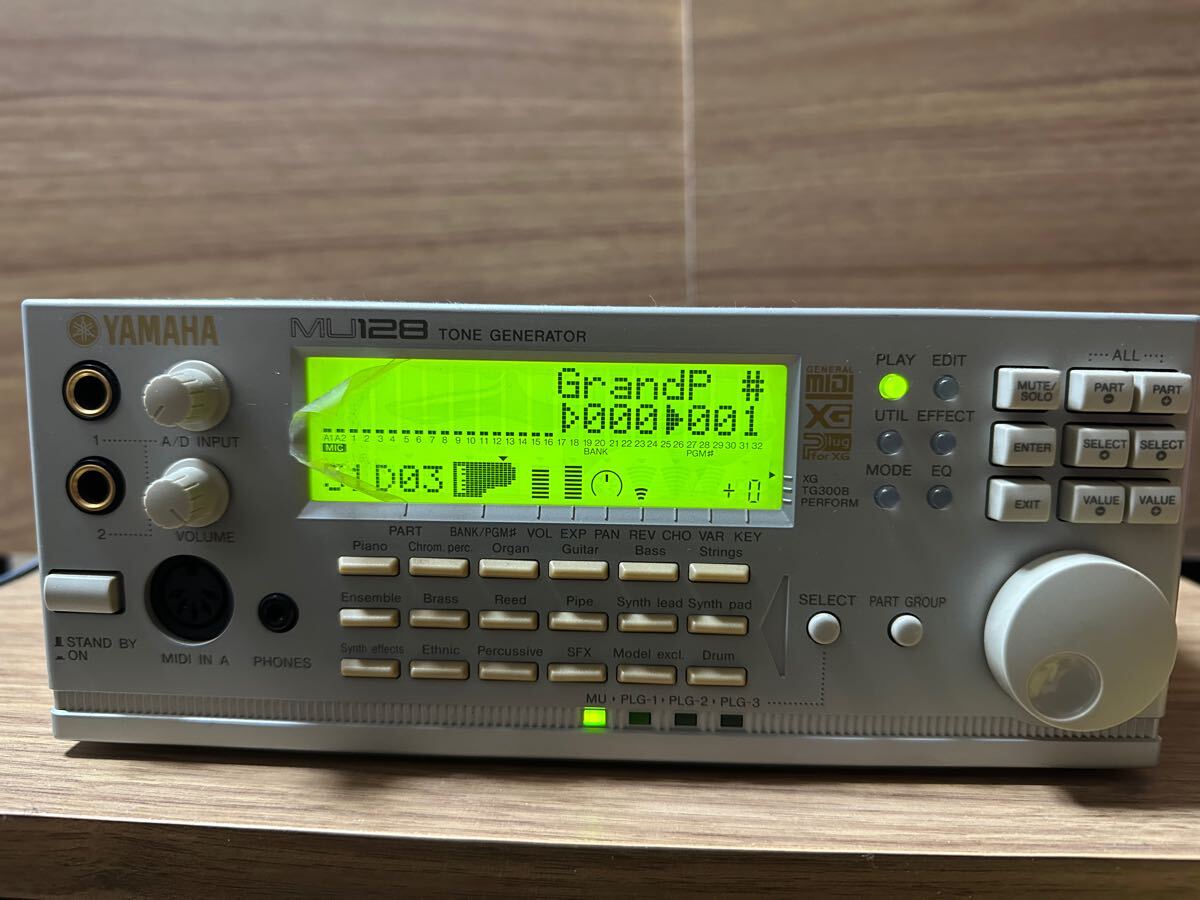 YAMAHA
MU128 TONE GENERATOR
GrandP #
000 001
A1 A2 1 2 3 4 5 6 7 8 9 10 11 12 13 14 15 16 17 18 19 20 21 22 23 24 25 26 27 28 29 30 31 32
MIC
BANK PGM#
D03
+ 0
PART BANK/PGM# VOL EXP PAN REV CHO VAR KEY
GENERAL
MIDI
XG
Plug
for XG
XG
TG300B
PERFORM
PLAY EDIT
UTIL EFFECT
MODE EQ
ALL
MUTE/
SOLO
PART
-
PART
+
ENTER
SELECT
SELECT
+
EXIT
VALUE
-
VALUE
+
1 A/D INPUT
2 VOLUME
STAND BY
ON
MIDI IN A
PHONES
Piano Chrom. perc. Organ Guitar Bass Strings
Ensemble Brass Reed Pipe Synth lead Synth pad
Synth effects Ethnic Percussive SFX Model excl. Drum
SELECT PART GROUP
MU PLG-1 PLG-2 PLG-3